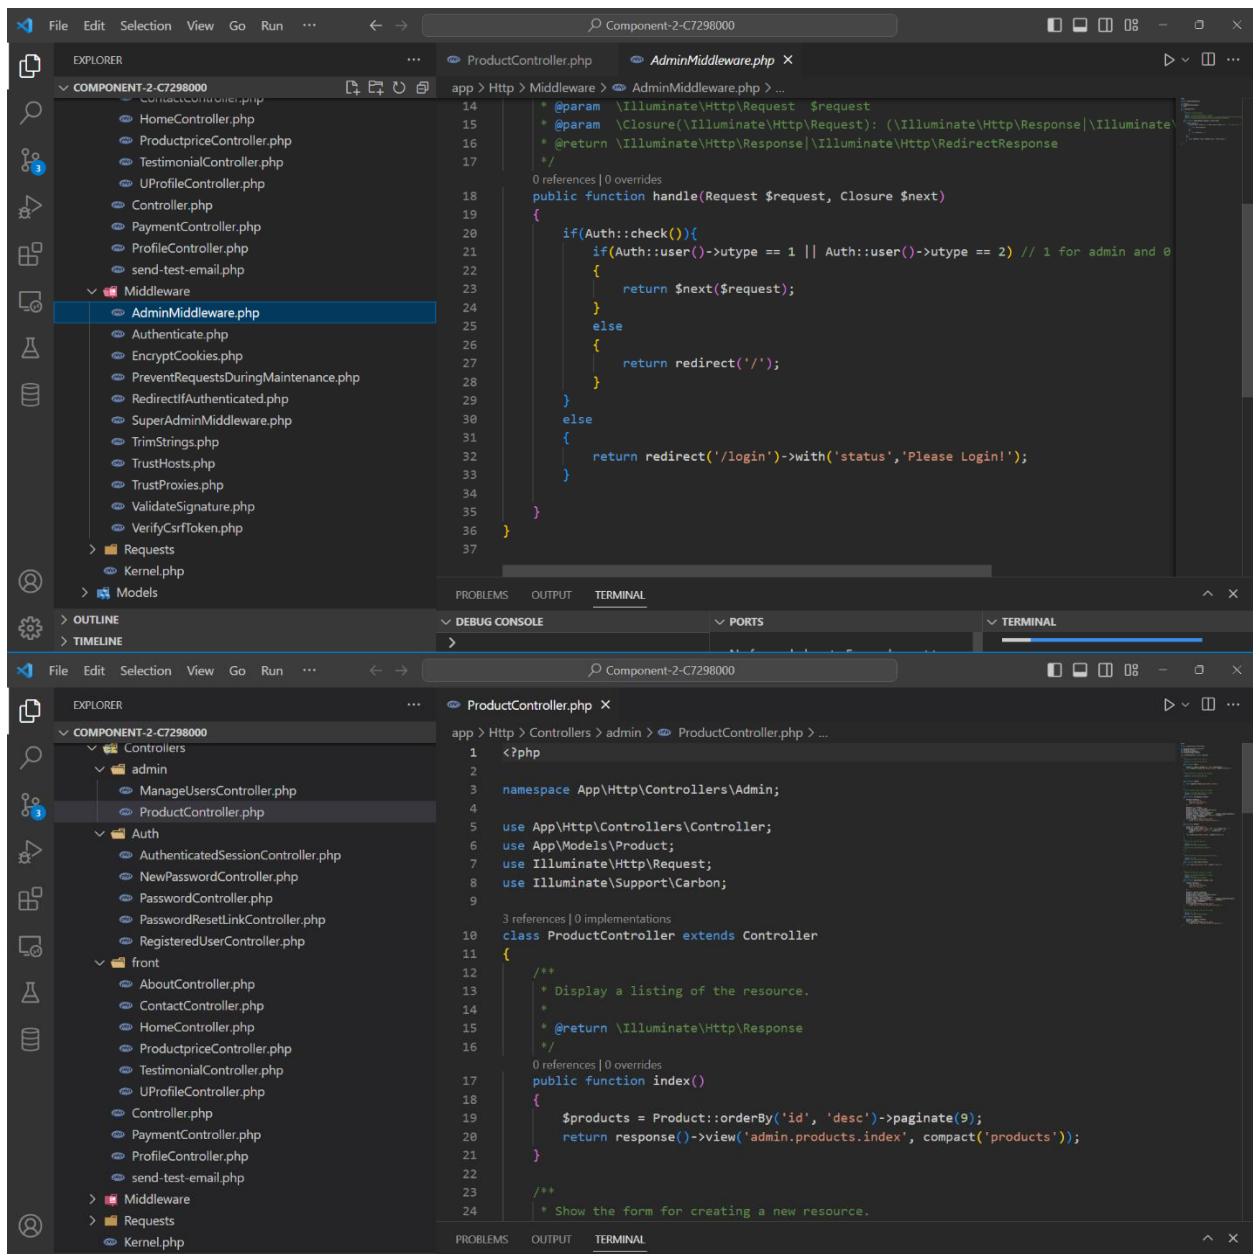 File Edit Selection View Go Run ··· ← → Component-2-C7298000
EXPLORER ···
COMPONENT-2-C7298000
ContactController.php
HomeController.php
ProductpriceController.php
TestimonialController.php
UProfileController.php
Controller.php
PaymentController.php
ProfileController.php
send-test-email.php
Middleware
AdminMiddleware.php
Authenticate.php
EncryptCookies.php
PreventRequestsDuringMaintenance.php
RedirectIfAuthenticated.php
SuperAdminMiddleware.php
TrimStrings.php
TrustHosts.php
TrustProxies.php
ValidateSignature.php
VerifyCsrfToken.php
Requests
Kernel.php
Models
OUTLINE
TIMELINE
3
ProductController.php AdminMiddleware.php ×
app > Http > Middleware > AdminMiddleware.php > ...
14 * @param \Illuminate\Http\Request $request
15 * @param \Closure(\Illuminate\Http\Request): (\Illuminate\Http\Response|\Illuminate\
16 * @return \Illuminate\Http\Response|\Illuminate\Http\RedirectResponse
17 */
0 references | 0 overrides
18 public function handle(Request $request, Closure $next)
19 {
20 if(Auth::check()){
21 if(Auth::user()->utype == 1 || Auth::user()->utype == 2) // 1 for admin and 0
22 {
23 return $next($request);
24 }
25 else
26 {
27 return redirect('/');
28 }
29 }
30 else
31 {
32 return redirect('/login')->with('status','Please Login!');
33 }
34
35 }
36 }
37
PROBLEMS OUTPUT TERMINAL
DEBUG CONSOLE PORTS TERMINAL
>
File Edit Selection View Go Run ··· ← → Component-2-C7298000
EXPLORER ···
COMPONENT-2-C7298000
Controllers
admin
ManageUsersController.php
ProductController.php
Auth
AuthenticatedSessionController.php
NewPasswordController.php
PasswordController.php
PasswordResetLinkController.php
RegisteredUserController.php
front
AboutController.php
ContactController.php
HomeController.php
ProductpriceController.php
TestimonialController.php
UProfileController.php
Controller.php
PaymentController.php
ProfileController.php
send-test-email.php
Middleware
Requests
Kernel.php
3
ProductController.php ×
app > Http > Controllers > admin > ProductController.php > ...
1 <?php
2
3 namespace App\Http\Controllers\Admin;
4
5 use App\Http\Controllers\Controller;
6 use App\Models\Product;
7 use Illuminate\Http\Request;
8 use Illuminate\Support\Carbon;
9
3 references | 0 implementations
10 class ProductController extends Controller
11 {
12 /**
13 * Display a listing of the resource.
14 *
15 * @return \Illuminate\Http\Response
16 */
0 references | 0 overrides
17 public function index()
18 {
19 $products = Product::orderBy('id', 'desc')->paginate(9);
20 return response()->view('admin.products.index', compact('products'));
21 }
22
23 /**
24 * Show the form for creating a new resource.
PROBLEMS OUTPUT TERMINAL